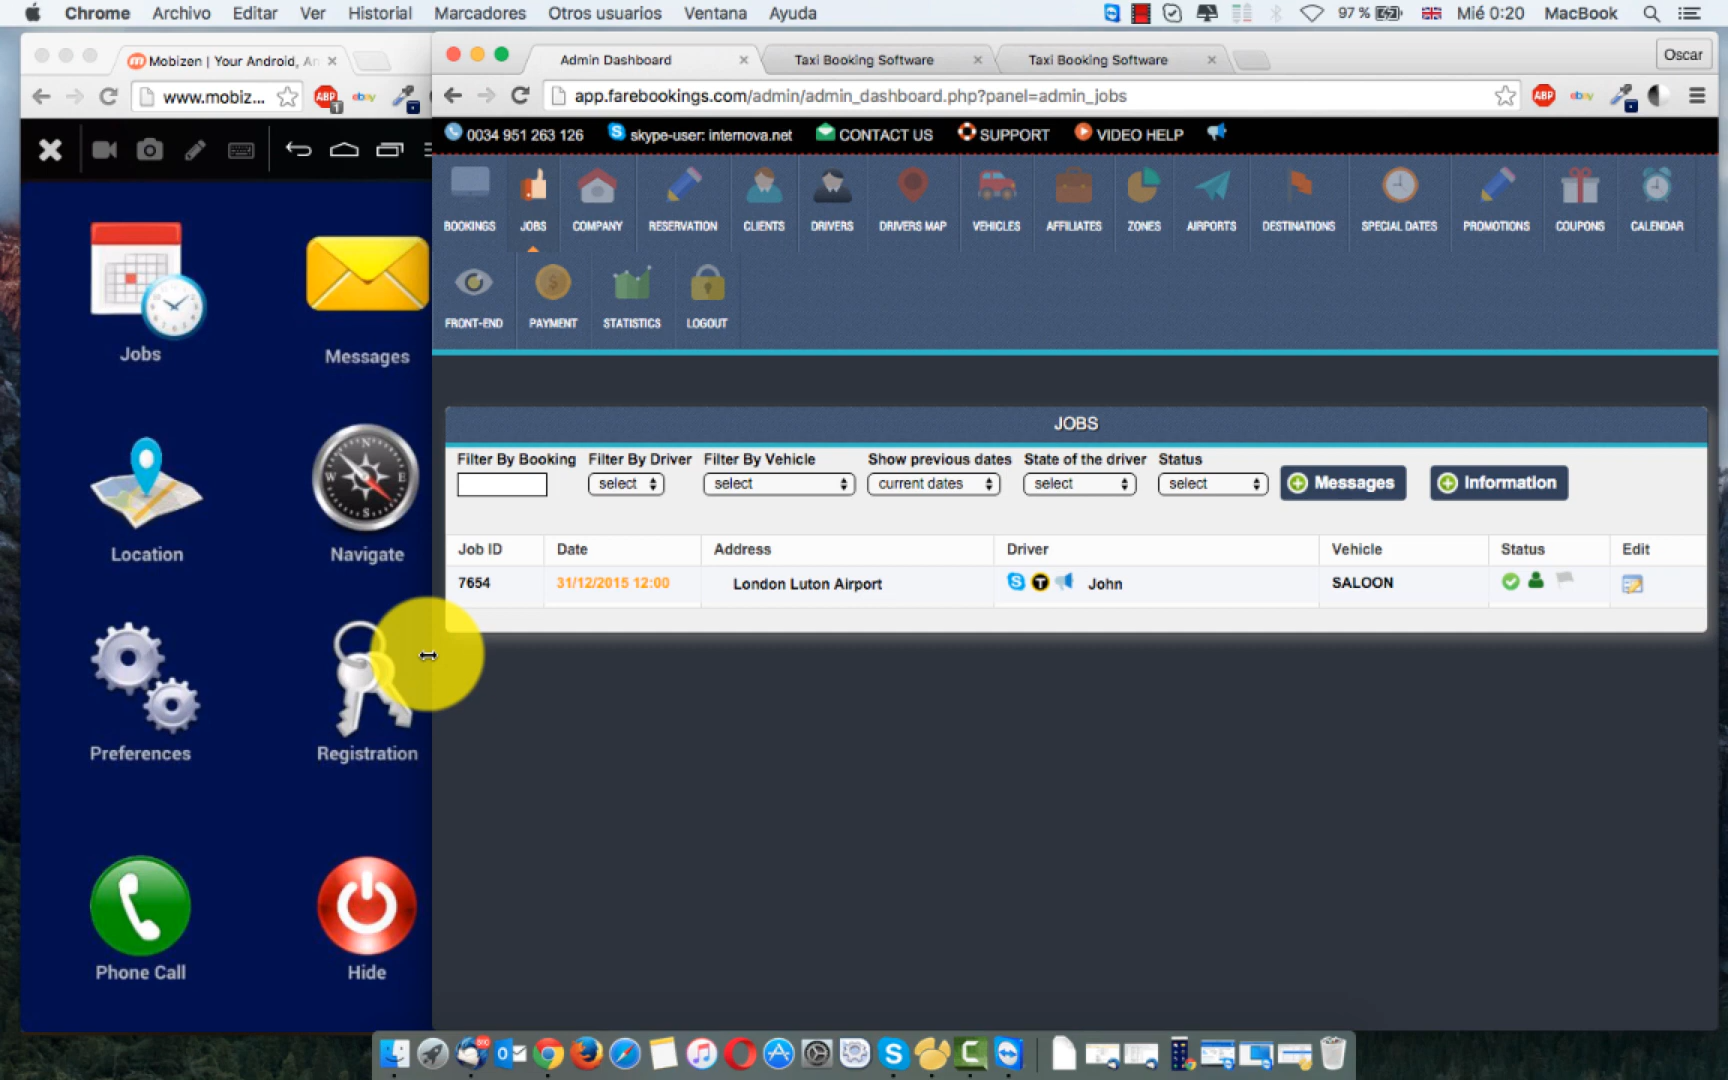 Chrome Archivo Editar Ver Historial Marcadores Otros usuarios Ventana Ayuda 97 % Mié 0:20 MacBook
Mobizen | Your Android, An
Admin Dashboard Taxi Booking Software Taxi Booking Software Oscar
www.mobiz... ABP 1 ebay
app.farebookings.com/admin/admin_dashboard.php?panel=admin_jobs ABP ebay
0034 951 263 126 skype-user: internova.net CONTACT US SUPPORT VIDEO HELP
BOOKINGS JOBS COMPANY RESERVATION CLIENTS DRIVERS DRIVERS MAP VEHICLES AFFILIATES ZONES AIRPORTS DESTINATIONS SPECIAL DATES PROMOTIONS COUPONS CALENDAR
FRONT-END PAYMENT STATISTICS LOGOUT
Jobs Messages
Location Navigate
Preferences Registration
Phone Call Hide
JOBS
Filter By Booking Filter By Driver Filter By Vehicle Show previous dates State of the driver Status
select select current dates select select Messages Information
Job ID Date Address Driver Vehicle Status Edit
7654 31/12/2015 12:00 London Luton Airport John SALOON